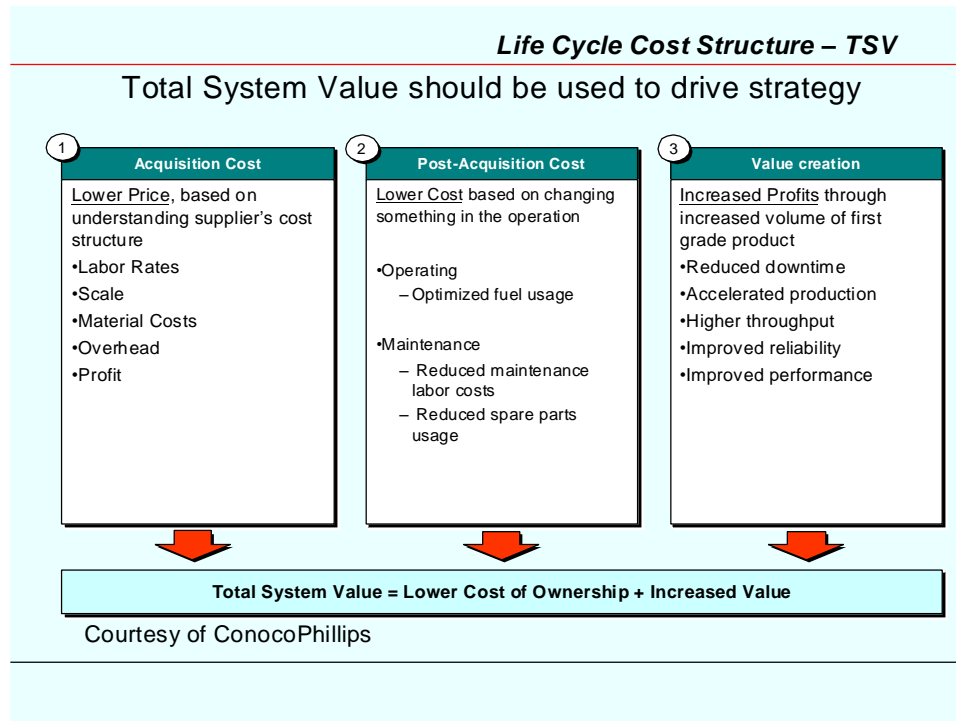 Life Cycle Cost Structure – TSV
Total System Value should be used to drive strategy
1
Acquisition Cost
Lower Price, based on
understanding supplier's cost
structure
•Labor Rates
•Scale
•Material Costs
•Overhead
•Profit
2
Post-Acquisition Cost
Lower Cost based on changing
something in the operation
•Operating
– Optimized fuel usage
•Maintenance
– Reduced maintenance
labor costs
– Reduced spare parts
usage
3
Value creation
Increased Profits through
increased volume of first
grade product
•Reduced downtime
•Accelerated production
•Higher throughput
•Improved reliability
•Improved performance
Total System Value = Lower Cost of Ownership + Increased Value
Courtesy of ConocoPhillips